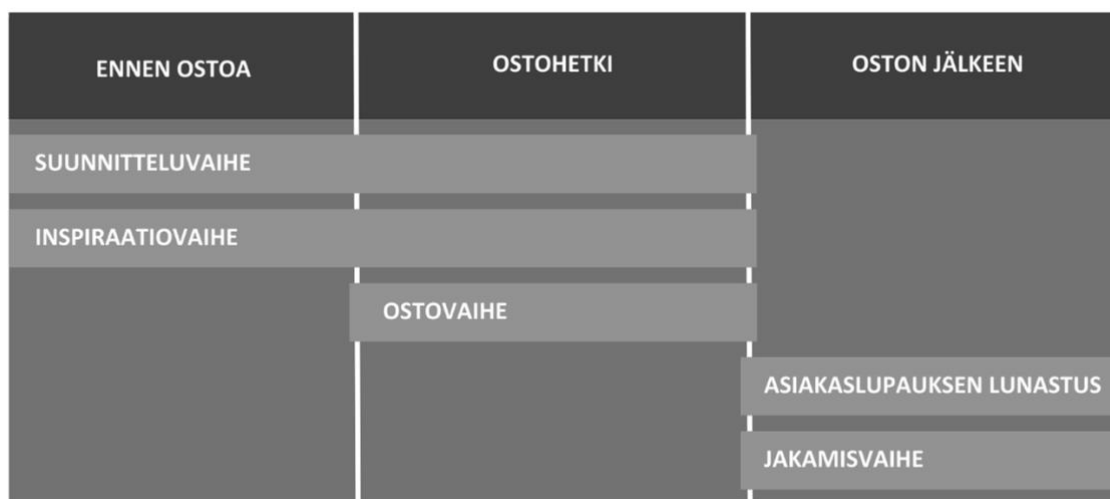 ENNEN OSTOA
OSTOHETKI
OSTON JÄLKEEN
SUUNNITTELUVAIHE
INSPIRAATIOVAIHE
OSTOVAIHE
ASIAKASLUPAUKSEN LUNASTUS
JAKAMISVAIHE